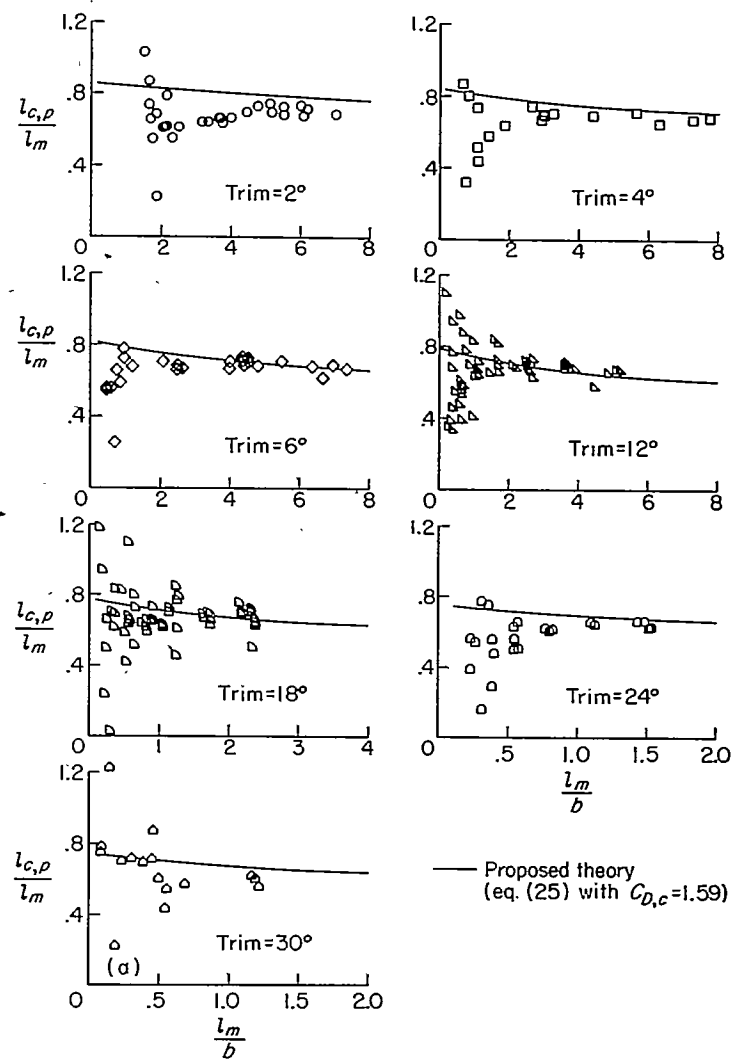 1.2
.8
.4
0
2
4
6
8
l_{c,p}
l_m
Trim=2°
1.2
.8
.4
0
2
4
6
8
Trim=4°
1.2
.8
.4
0
2
4
6
8
l_{c,p}
l_m
Trim=6°
1.2
.8
.4
0
2
4
6
8
Trim=12°
1.2
.8
.4
0
1
2
3
4
l_{c,p}
l_m
Trim=18°
1.2
.8
.4
0
.5
1.0
1.5
2.0
l_m
b
Trim=24°
1.2
.8
.4
0
.5
1.0
1.5
2.0
l_{c,p}
l_m
Trim=30°
(a)
l_m
b
Proposed theory
(eq. (25) with C_{D,c}=1.59)